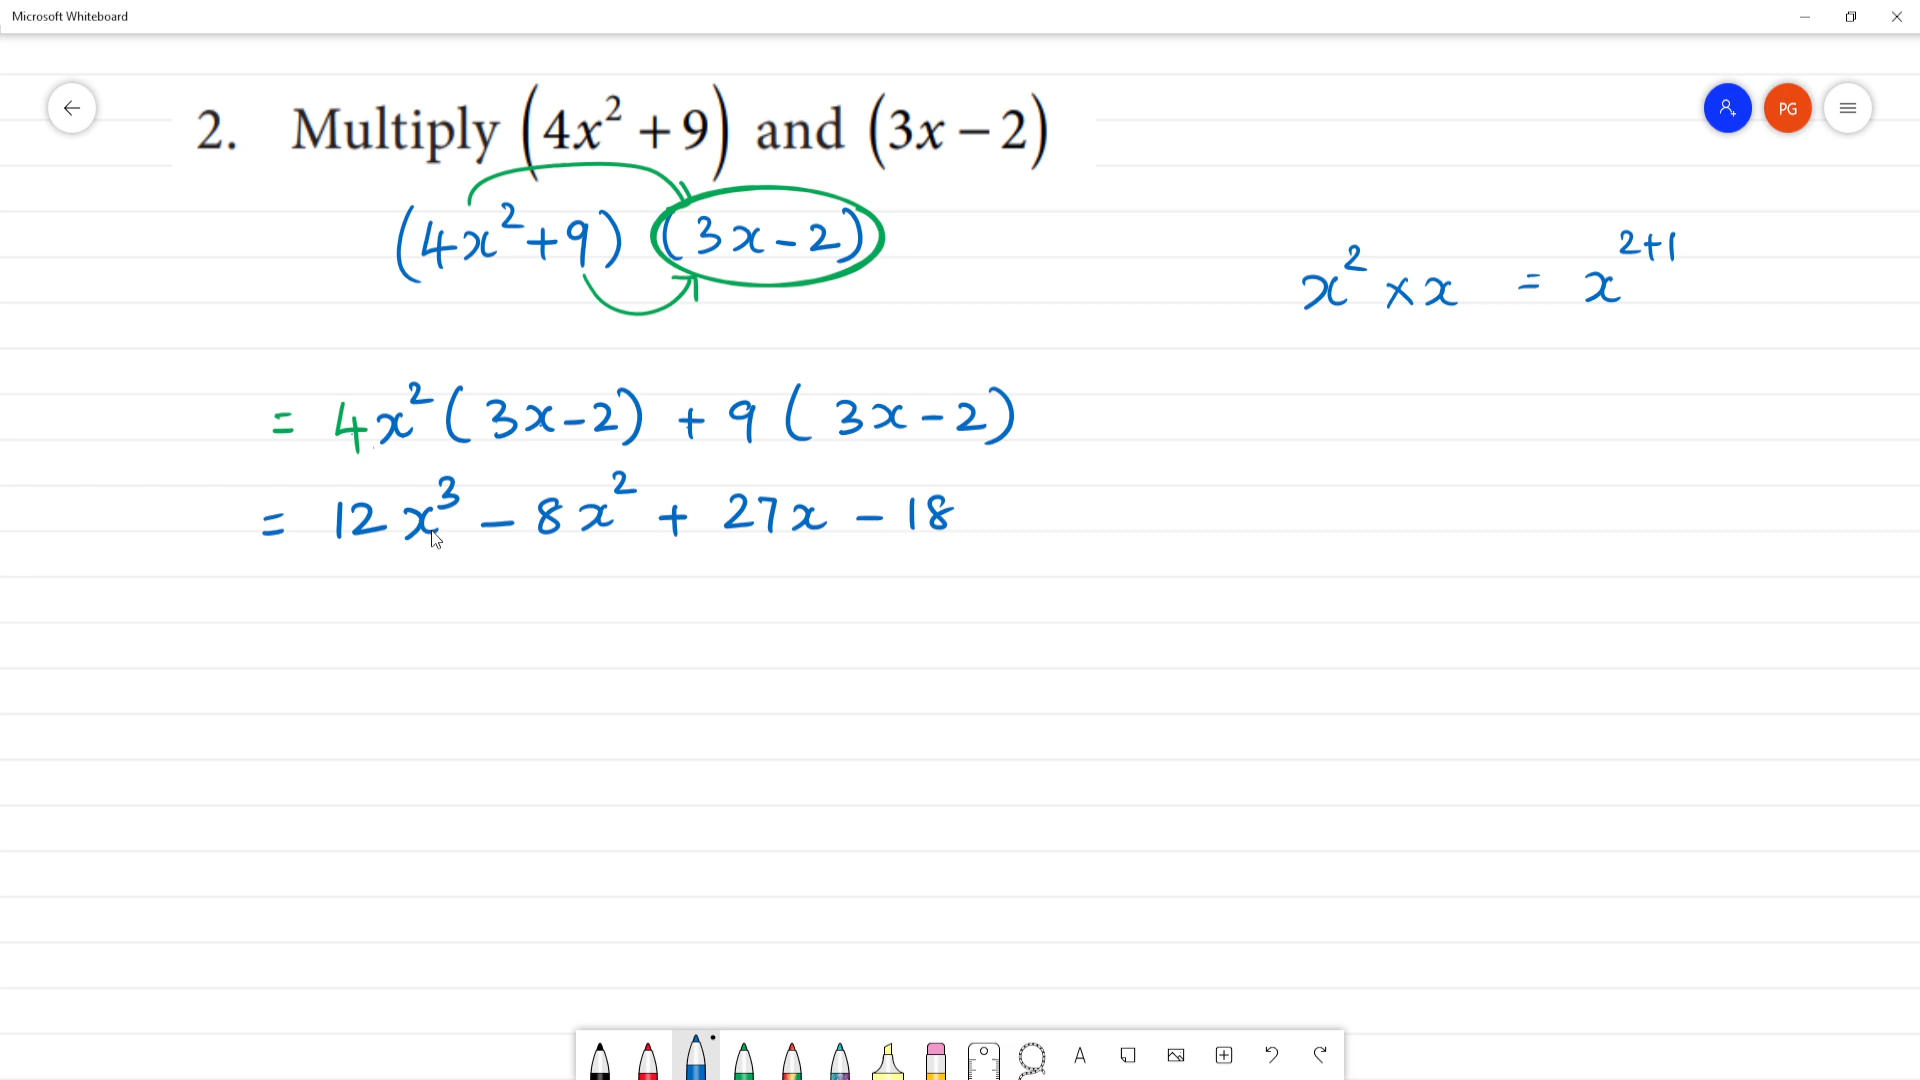 Microsoft Whiteboard
PG
2. Multiply (4x² + 9) and (3x − 2)
(4x²+9) (3x−2)
x² × x = x²⁺¹
= 4x²(3x−2) + 9(3x−2)
= 12x³ − 8x² + 27x − 18
A